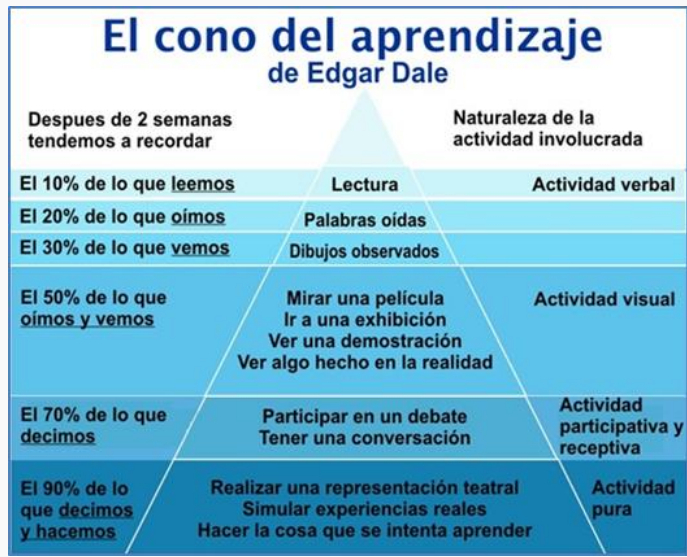 El cono del aprendizaje
de Edgar Dale
Despues de 2 semanas
tendemos a recordar
Naturaleza de la
actividad involucrada
El 10% de lo que leemos
Lectura
Actividad verbal
El 20% de lo que oímos
Palabras oídas
El 30% de lo que vemos
Dibujos observados
El 50% de lo que
oímos y vemos
Mirar una película
Ir a una exhibición
Ver una demostración
Ver algo hecho en la realidad
Actividad visual
El 70% de lo que
decimos
Participar en un debate
Tener una conversación
Actividad
participativa y
receptiva
El 90% de lo
que decimos
y hacemos
Realizar una representación teatral
Simular experiencias reales
Hacer la cosa que se intenta aprender
Actividad
pura